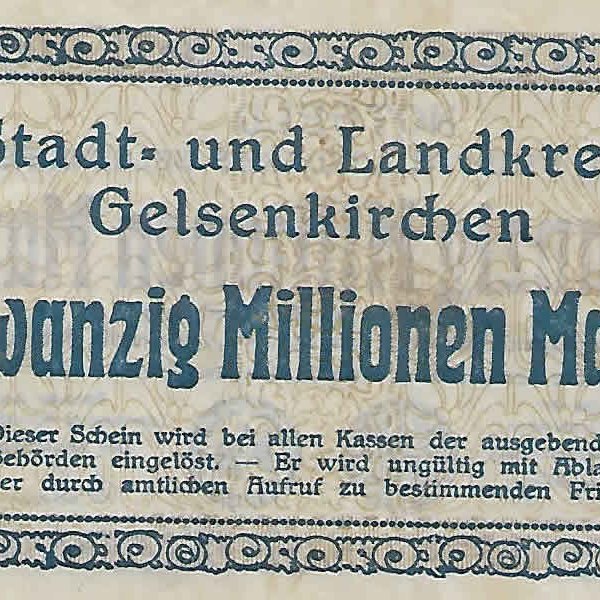 Stadt- und Landkre
Gelsenkirchen
wanzig Millionen Ma
Dieser Schein wird bei allen Kassen der ausgebend
Behörden eingelöst. — Er wird ungültig mit Abla
er durch amtlichen Aufruf zu bestimmenden Fri